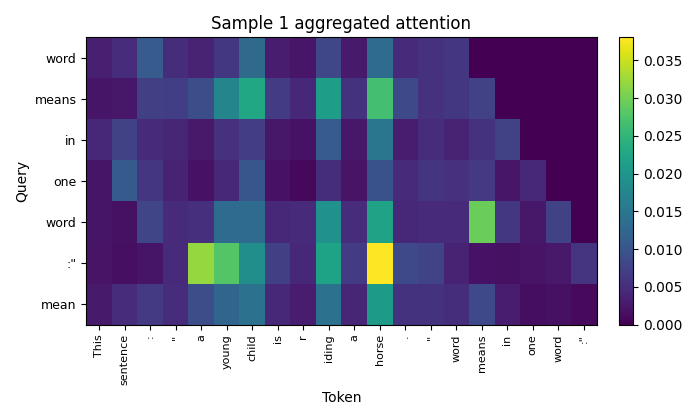 Sample 1 aggregated attention
Query
word
means
in
one
word
:"
mean
This
sentence
:
"
a
young
child
is
r
iding
a
horse
.
"
word
means
in
one
word
:"
Token
0.035
0.030
0.025
0.020
0.015
0.010
0.005
0.000